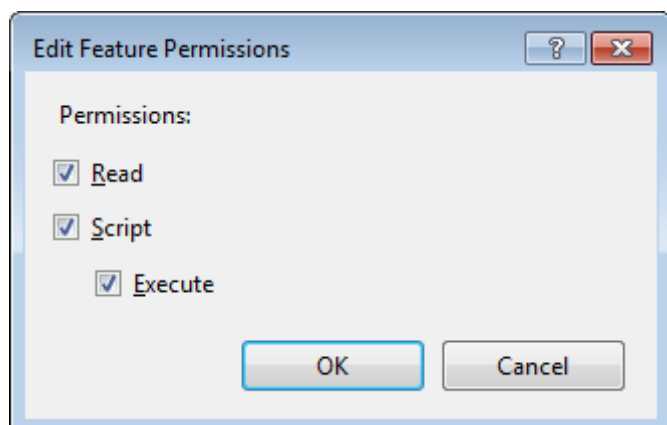 Edit Feature Permissions
?
Permissions:
Read
Script
Execute
OK Cancel